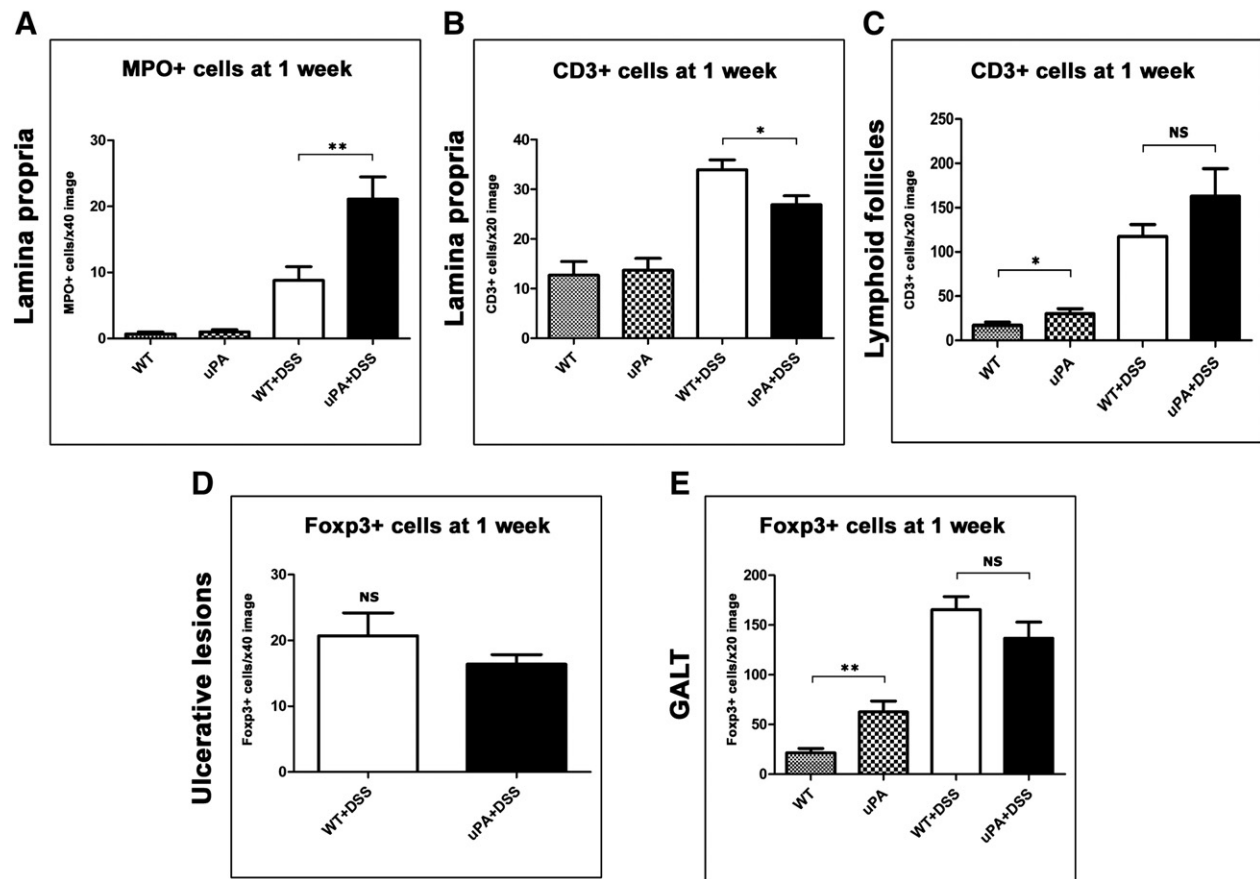 A
MPO+ cells at 1 week
Lamina propria
MPO+ cells/x40 image
30
20
10
0
**
WT
uPA
WT+DSS
uPA+DSS
B
CD3+ cells at 1 week
Lamina propria
CD3+ cells/x20 image
40
30
20
10
0
*
WT
uPA
WT+DSS
uPA+DSS
C
CD3+ cells at 1 week
Lymphoid follicles
CD3+ cells/x20 image
250
200
150
100
50
0
*
NS
WT
uPA
WT+DSS
uPA+DSS
D
Foxp3+ cells at 1 week
Ulcerative lesions
Foxp3+ cells/x40 image
30
20
10
0
NS
WT+DSS
uPA+DSS
E
Foxp3+ cells at 1 week
GALT
Foxp3+ cells/x20 image
200
150
100
50
0
**
NS
WT
uPA
WT+DSS
uPA+DSS